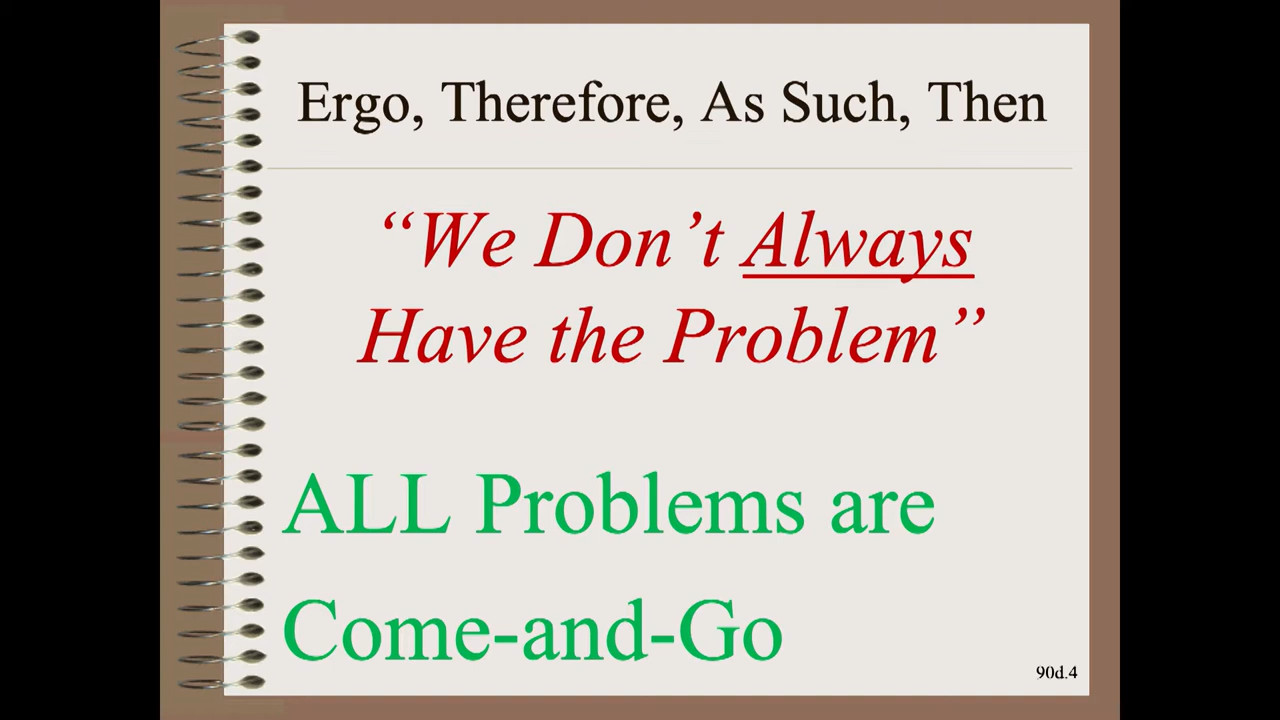 Ergo, Therefore, As Such, Then
“We Don’t Always
Have the Problem”
ALL Problems are
Come-and-Go
90d.4